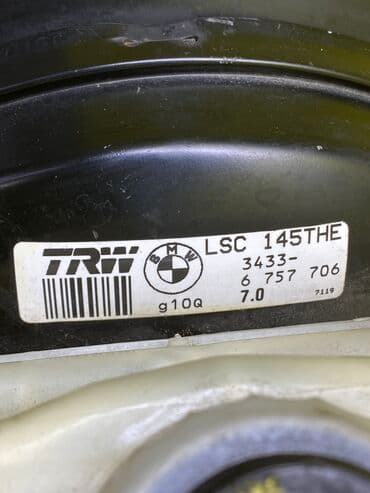 TRW BMW LSC 145THE
3433-
6 757 706
g10Q 7.0 7119